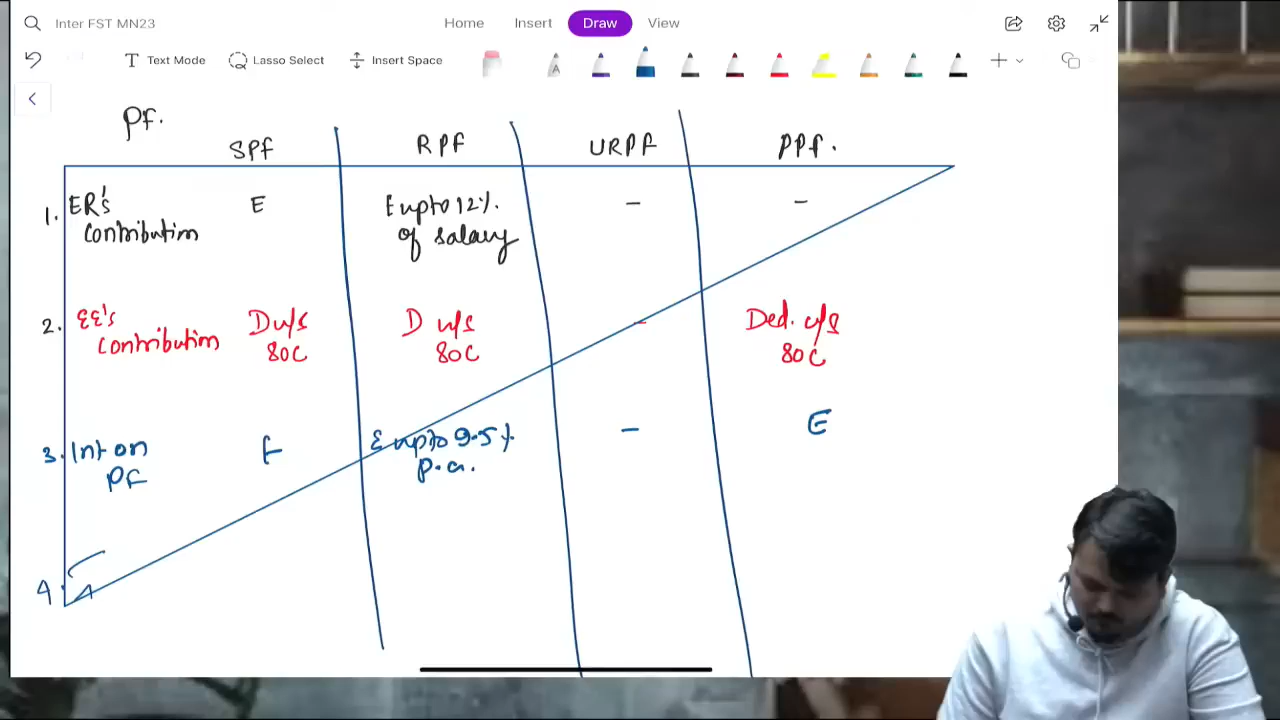 Inter FST MN23
Home Insert Draw View
T Text Mode Lasso Select Insert Space
Pf.
SPf RPF URPF PPf.
1. ER's contribution E E upto 12% of salary - -
2. EE's contribution D u/s 80C D u/s 80C - Ded. u/s 80C
3. Int on PF E E upto 9.5% p.a. - E
4.